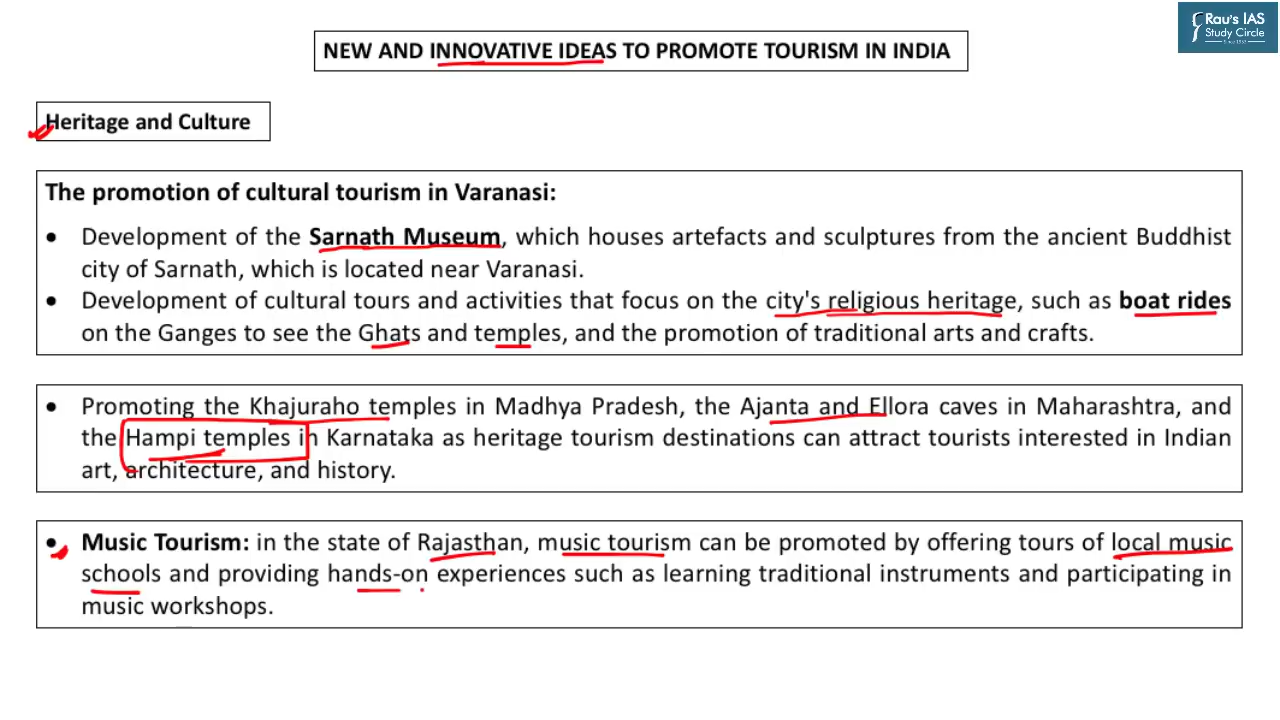 Rau's IAS
Study Circle
Since 1953
NEW AND INNOVATIVE IDEAS TO PROMOTE TOURISM IN INDIA
Heritage and Culture
The promotion of cultural tourism in Varanasi:
• Development of the Sarnath Museum, which houses artefacts and sculptures from the ancient Buddhist
city of Sarnath, which is located near Varanasi.
• Development of cultural tours and activities that focus on the city's religious heritage, such as boat rides
on the Ganges to see the Ghats and temples, and the promotion of traditional arts and crafts.
• Promoting the Khajuraho temples in Madhya Pradesh, the Ajanta and Ellora caves in Maharashtra, and
the Hampi temples in Karnataka as heritage tourism destinations can attract tourists interested in Indian
art, architecture, and history.
• Music Tourism: in the state of Rajasthan, music tourism can be promoted by offering tours of local music
schools and providing hands-on experiences such as learning traditional instruments and participating in
music workshops.